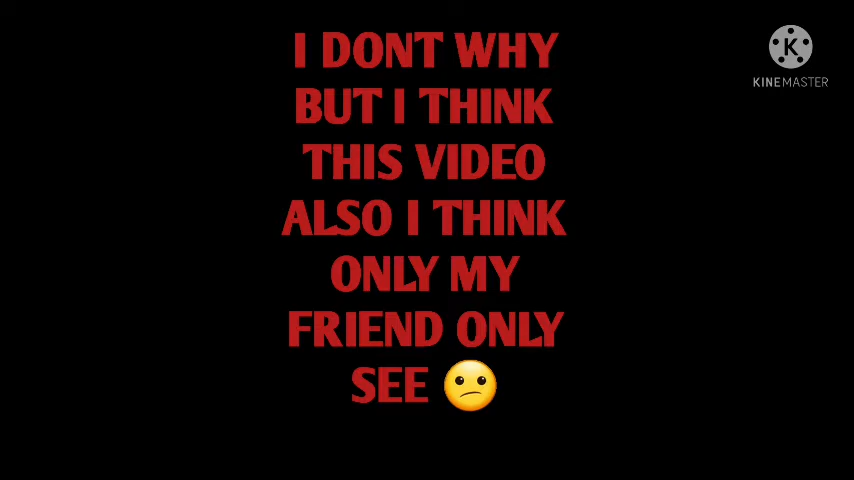 I DONT WHY
BUT I THINK
THIS VIDEO
ALSO I THINK
ONLY MY
FRIEND ONLY
SEE 😕
K
KINEMASTER